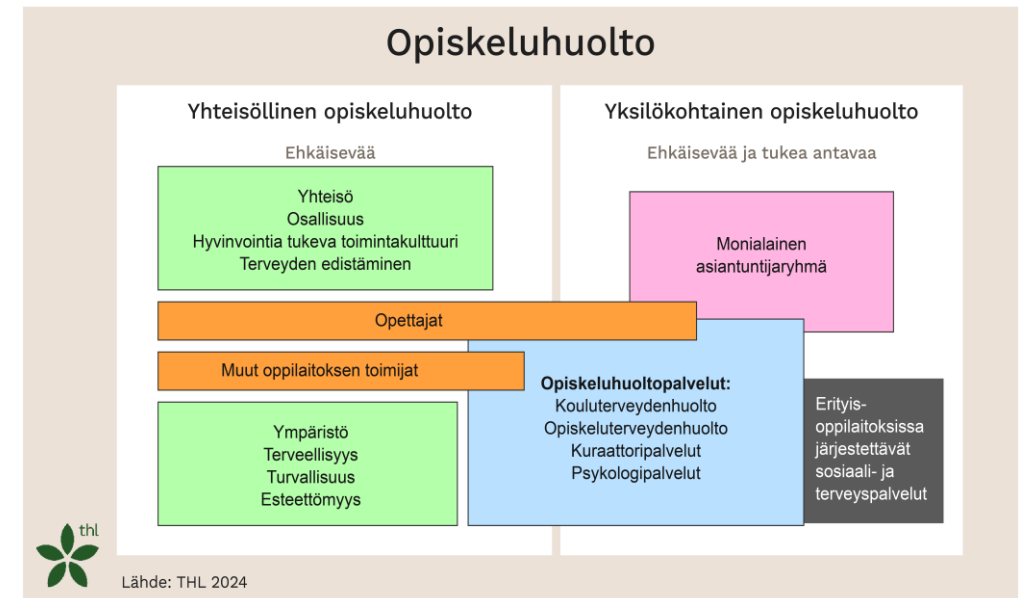 Opiskeluhuolto
Yhteisöllinen opiskeluhuolto
Ehkäisevää
Yhteisö
Osallisuus
Hyvinvointia tukeva toimintakulttuuri
Terveyden edistäminen
Opettajat
Muut oppilaitoksen toimijat
Ympäristö
Terveellisyys
Turvallisuus
Esteettömyys
Yksilökohtainen opiskeluhuolto
Ehkäisevää ja tukea antavaa
Monialainen
asiantuntijaryhmä
Opiskeluhuoltopalvelut:
Kouluterveydenhuolto
Opiskeluterveydenhuolto
Kuraattoripalvelut
Psykologipalvelut
Erityis-
oppilaitoksissa
järjestettävät
sosiaali- ja
terveyspalvelut
thl
Lähde: THL 2024